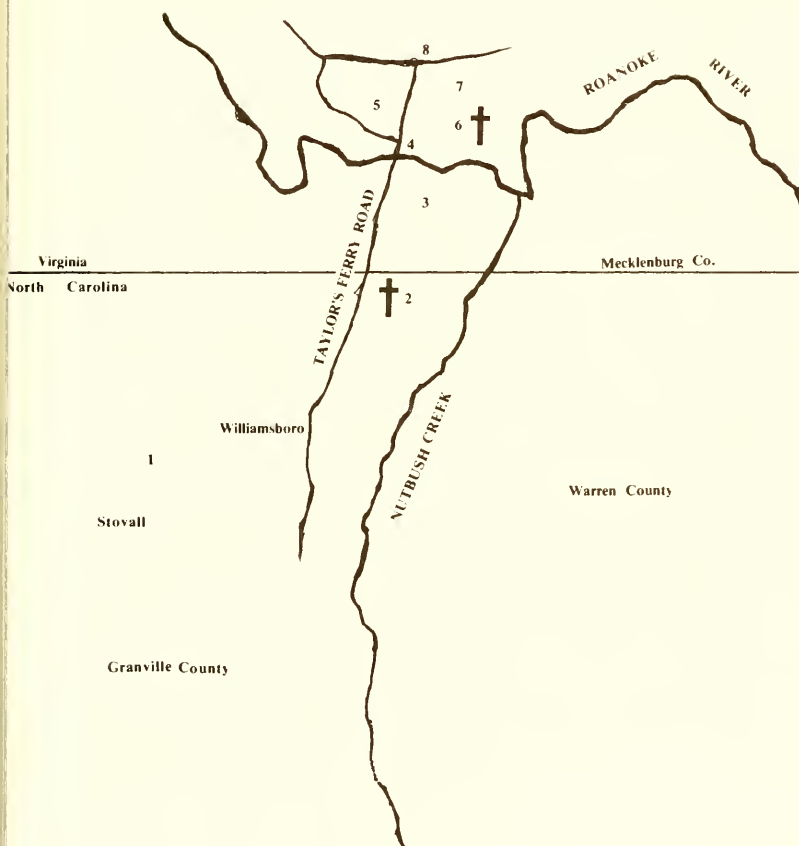 8
ROANOKE RIVER
7
5
6
4
3
TAYLOR'S FERRY ROAD
Virginia
Mecklenburg Co.
North Carolina
2
Williamsboro
NUTBUSH CREEK
1
Warren County
Stovall
Granville County